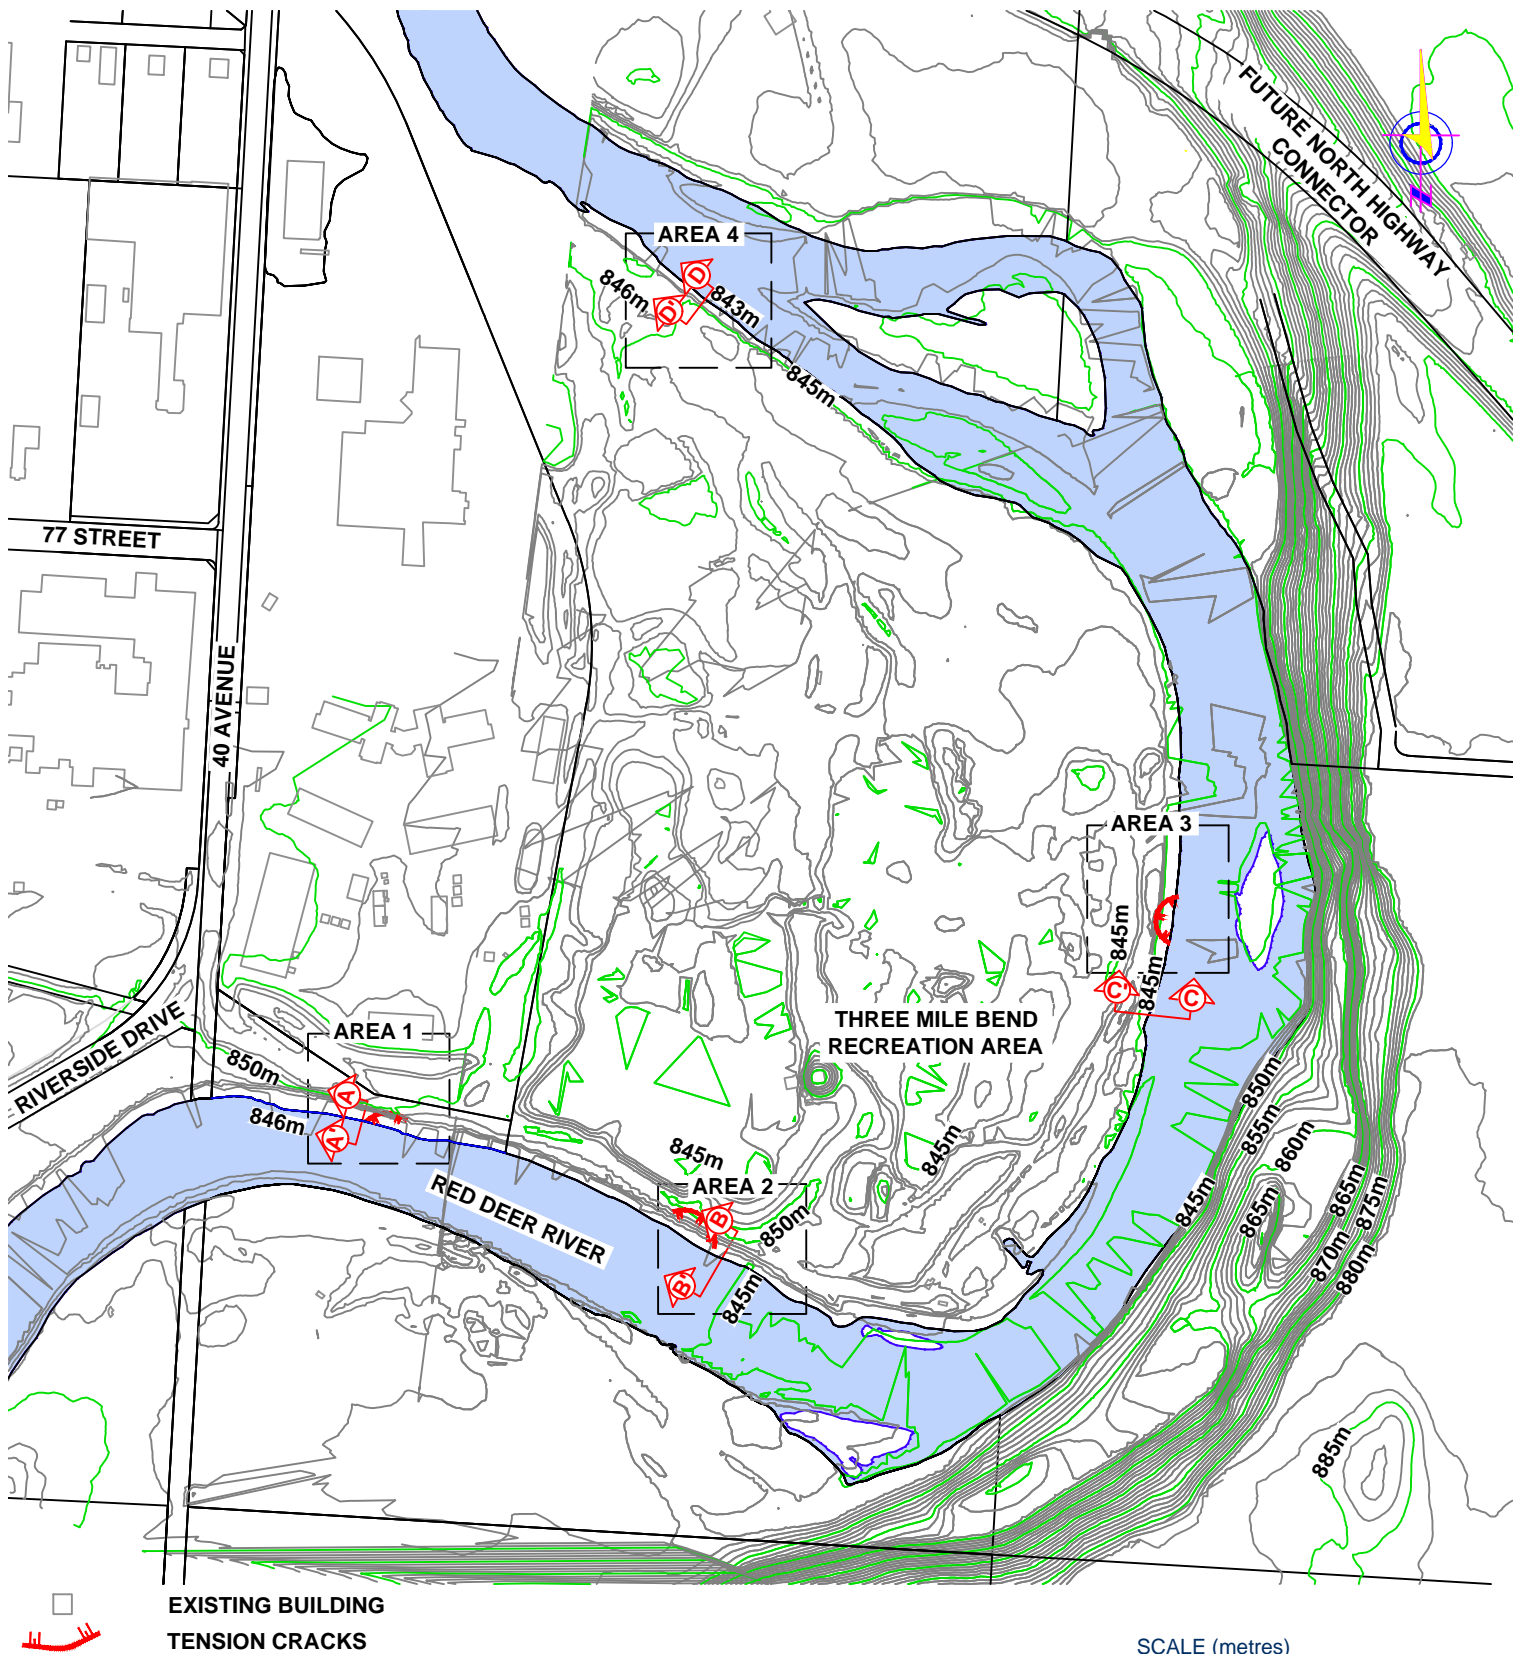 FUTURE NORTH HIGHWAY
CONNECTOR
N
AREA 4
D
D'
846m
843m
845m
77 STREET
40 AVENUE
AREA 3
845m
845m
C'
C
THREE MILE BEND
RECREATION AREA
RIVERSIDE DRIVE
AREA 1
850m
846m
A
A'
RED DEER RIVER
845m
AREA 2
B
B'
850m
845m
845m
850m
855m
860m
845m
865m
865m
875m
870m
880m
885m
EXISTING BUILDING
TENSION CRACKS
SCALE (metres)